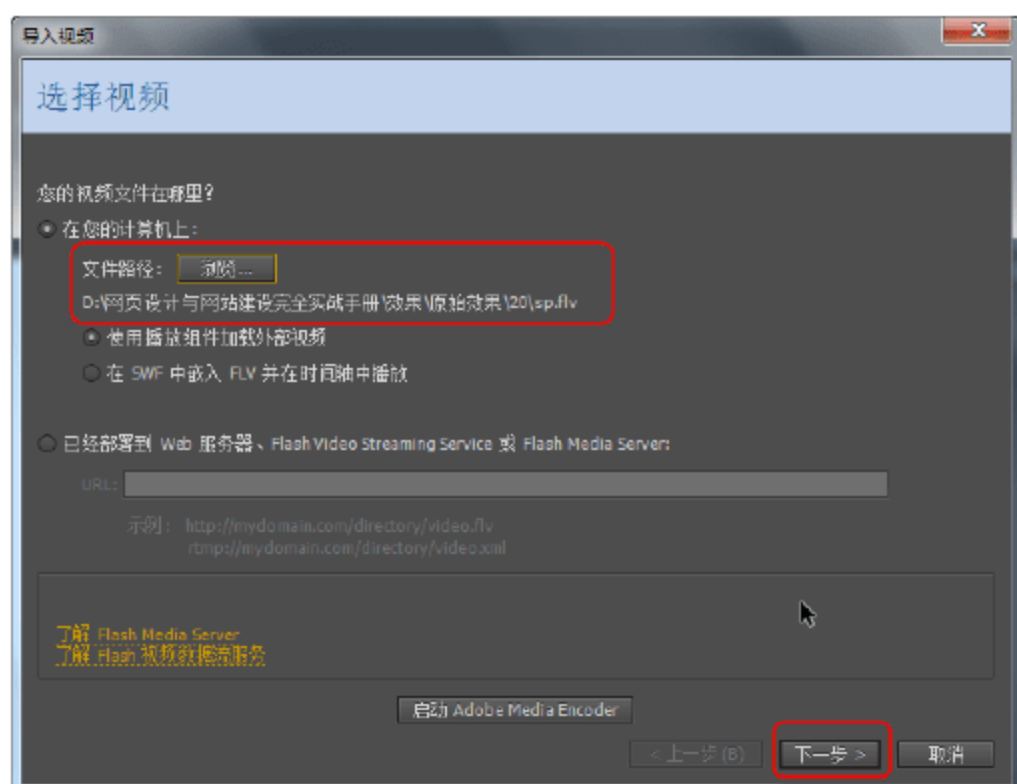 导入视频
选择视频
您的视频文件在哪里?
在您的计算机上:
文件路径: 浏览...
D:\网页设计与网站建设完全实战手册\效果\原始效果\20\sp.flv
使用播放组件加载外部视频
在 SWF 中嵌入 FLV 并在时间轴中播放
已经部署到 Web 服务器、Flash Video Streaming Service 或 Flash Media Server:
URL:
示例: http://mydomain.com/directory/video.flv
rtmp://mydomain.com/directory/video.xml
了解 Flash Media Server
了解 Flash 视频数据流服务
启动 Adobe Media Encoder
< 上一步(B) 下一步 > 取消